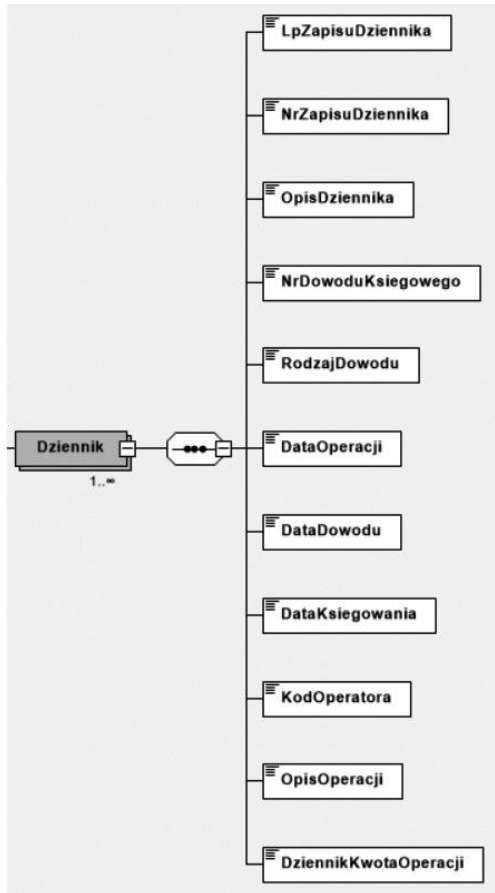 LpZapisuDziennika
NrZapisuDziennika
OpisDziennika
NrDowoduKsiegowego
RodzajDowodu
Dziennik
1..∞
DataOperacji
DataDowodu
DataKsiegowania
KodOperatora
OpisOperacji
DziennikKwotaOperacji